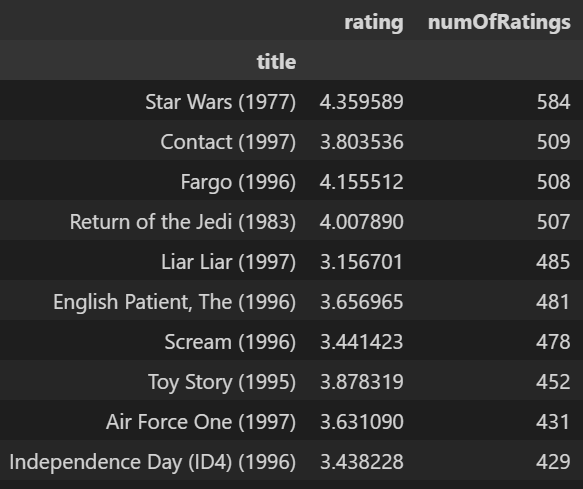 rating numOfRatings
title
Star Wars (1977) 4.359589 584
Contact (1997) 3.803536 509
Fargo (1996) 4.155512 508
Return of the Jedi (1983) 4.007890 507
Liar Liar (1997) 3.156701 485
English Patient, The (1996) 3.656965 481
Scream (1996) 3.441423 478
Toy Story (1995) 3.878319 452
Air Force One (1997) 3.631090 431
Independence Day (ID4) (1996) 3.438228 429